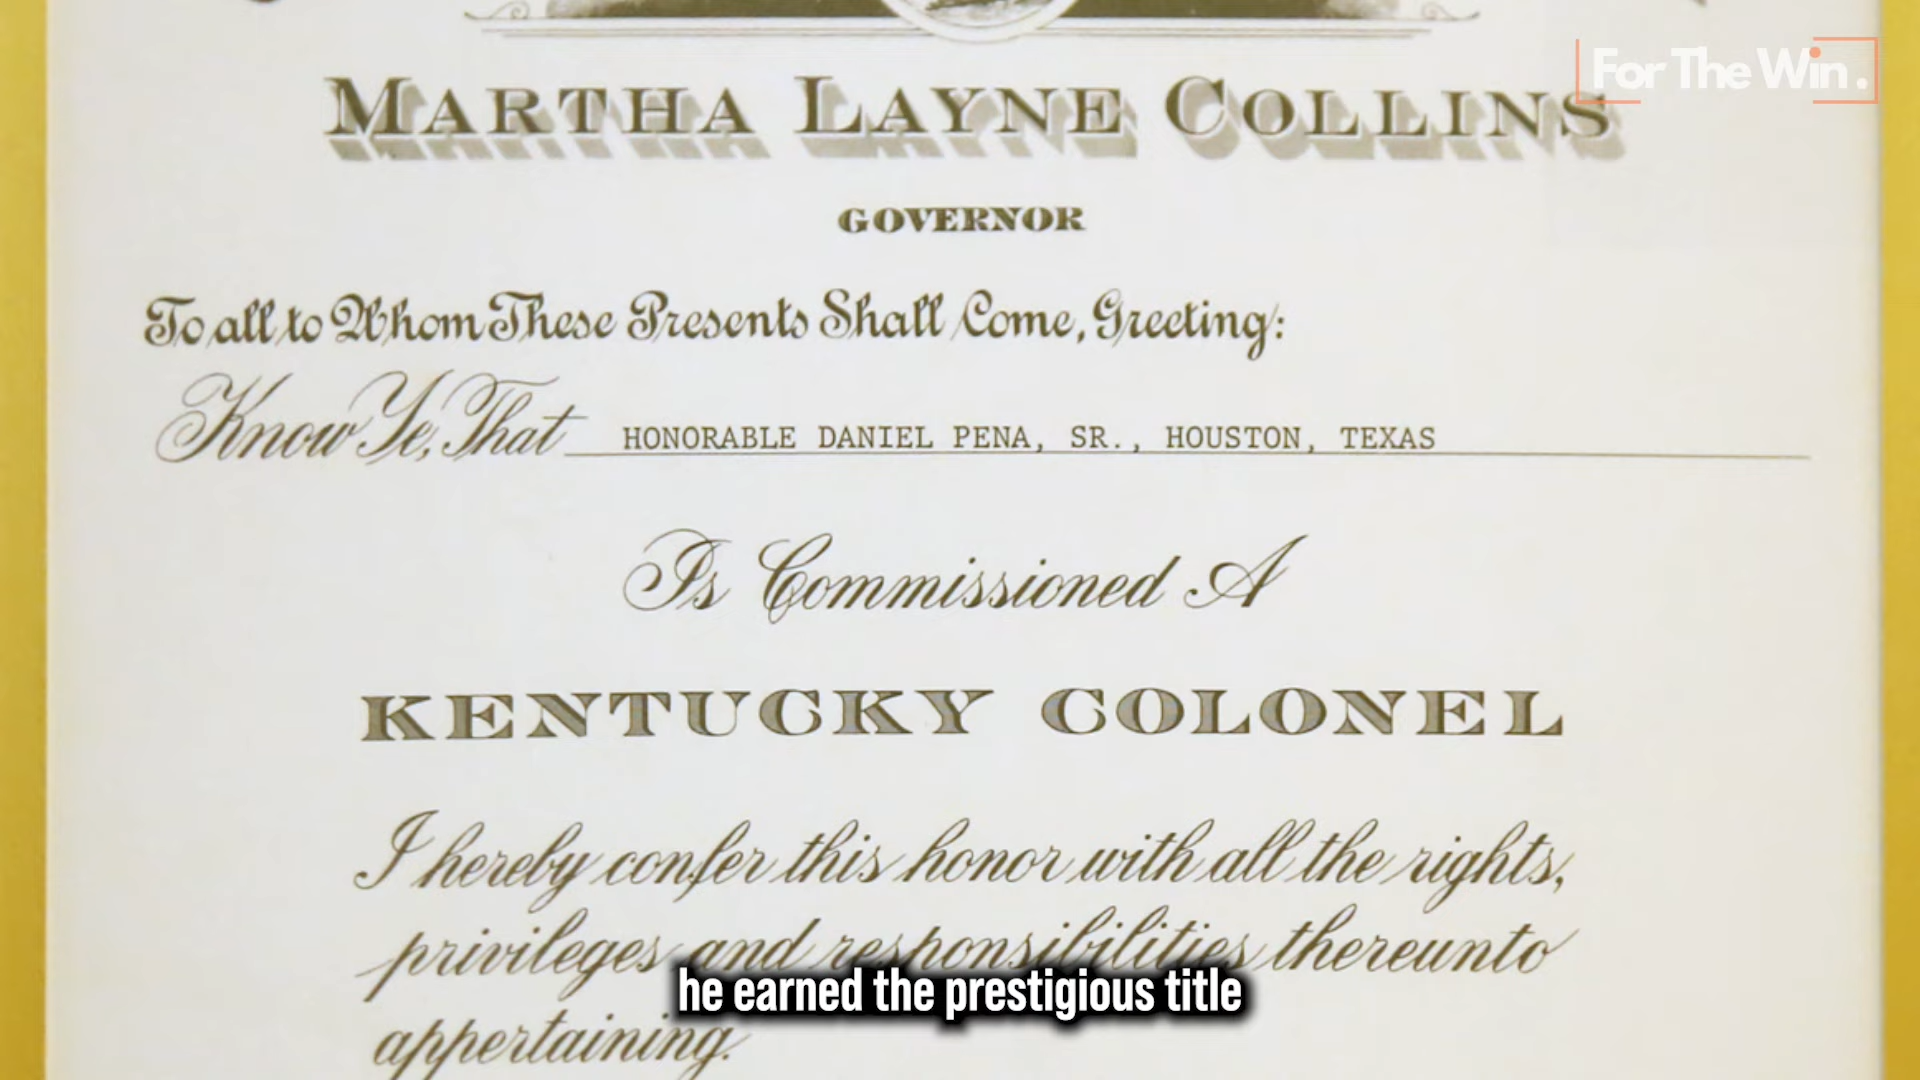 For The Win.
MARTHA LAYNE COLLINS
GOVERNOR
To all to Whom These Presents Shall Come, Greeting:
Know Ye, That HONORABLE DANIEL PENA, SR., HOUSTON, TEXAS
Is Commissioned A
KENTUCKY COLONEL
I hereby confer this honor with all the rights,
privileges and responsibilities thereunto
he earned the prestigious title
appertaining.